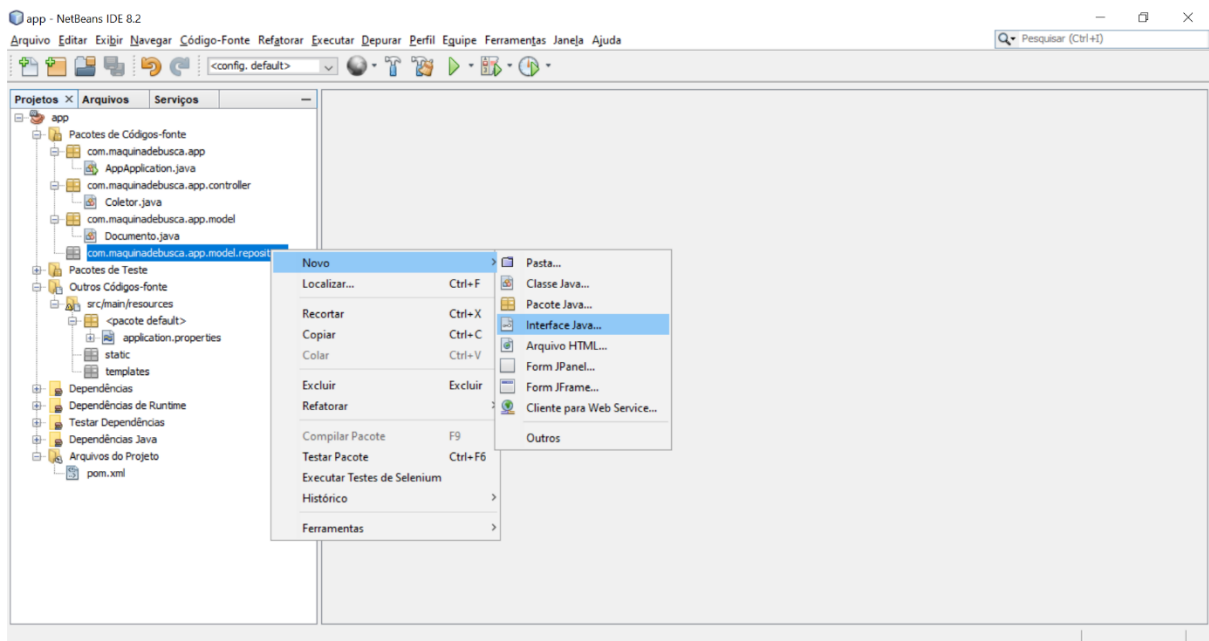 app - NetBeans IDE 8.2
Arquivo Editar Exibir Navegar Código-Fonte Refatorar Executar Depurar Perfil Equipe Ferramentas Janela Ajuda
Pesquisar (Ctrl+I)
<config. default>
Projetos Arquivos Serviços
app
Pacotes de Códigos-fonte
com.maquinadebusca.app
AppApplication.java
com.maquinadebusca.app.controller
Coletor.java
com.maquinadebusca.app.model
Documento.java
com.maquinadebusca.app.model.reposit
Pacotes de Teste
Outros Códigos-fonte
src/main/resources
<pacote default>
application.properties
static
templates
Dependências
Dependências de Runtime
Testar Dependências
Dependências Java
Arquivos do Projeto
pom.xml
Novo
Localizar... Ctrl+F
Recortar Ctrl+X
Copiar Ctrl+C
Colar Ctrl+V
Excluir Excluir
Refatorar
Compilar Pacote F9
Testar Pacote Ctrl+F6
Executar Testes de Selenium
Histórico
Ferramentas
Pasta...
Classe Java...
Pacote Java...
Interface Java...
Arquivo HTML...
Form JPanel...
Form JFrame...
Cliente para Web Service...
Outros